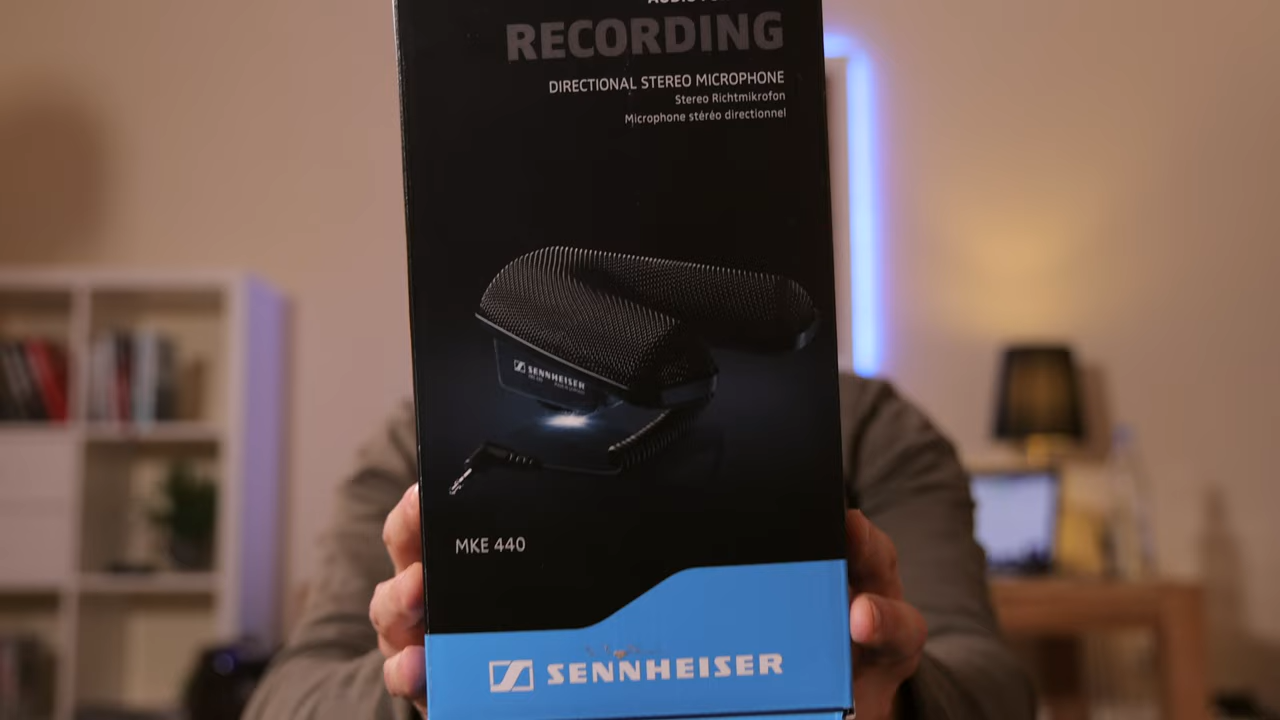 RECORDING
DIRECTIONAL STEREO MICROPHONE
Stereo Richtmikrofon
Microphone stéréo directionnel
SENNHEISER
MKE 440
SENNHEISER